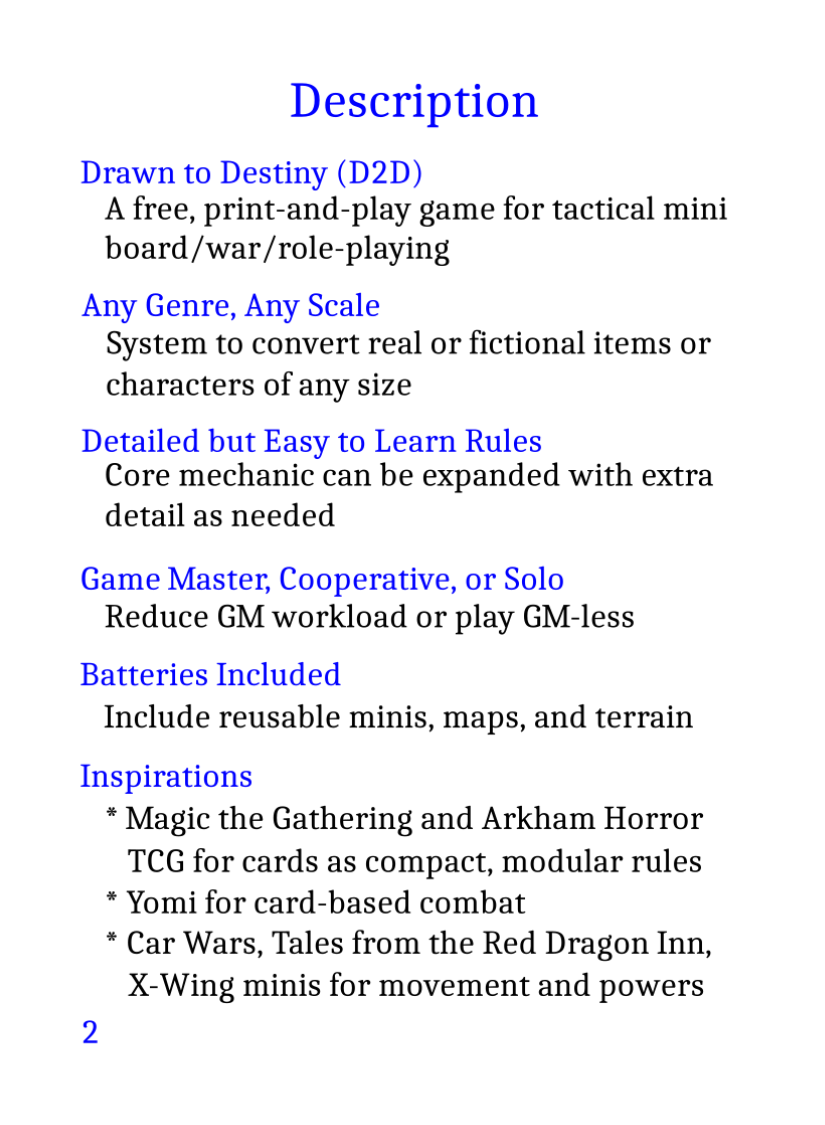 Description
Drawn to Destiny (D2D)
A free, print-and-play game for tactical mini
board/war/role-playing
Any Genre, Any Scale
System to convert real or fictional items or
characters of any size
Detailed but Easy to Learn Rules
Core mechanic can be expanded with extra
detail as needed
Game Master, Cooperative, or Solo
Reduce GM workload or play GM-less
Batteries Included
Include reusable minis, maps, and terrain
Inspirations
* Magic the Gathering and Arkham Horror
TCG for cards as compact, modular rules
* Yomi for card-based combat
* Car Wars, Tales from the Red Dragon Inn,
X-Wing minis for movement and powers
2